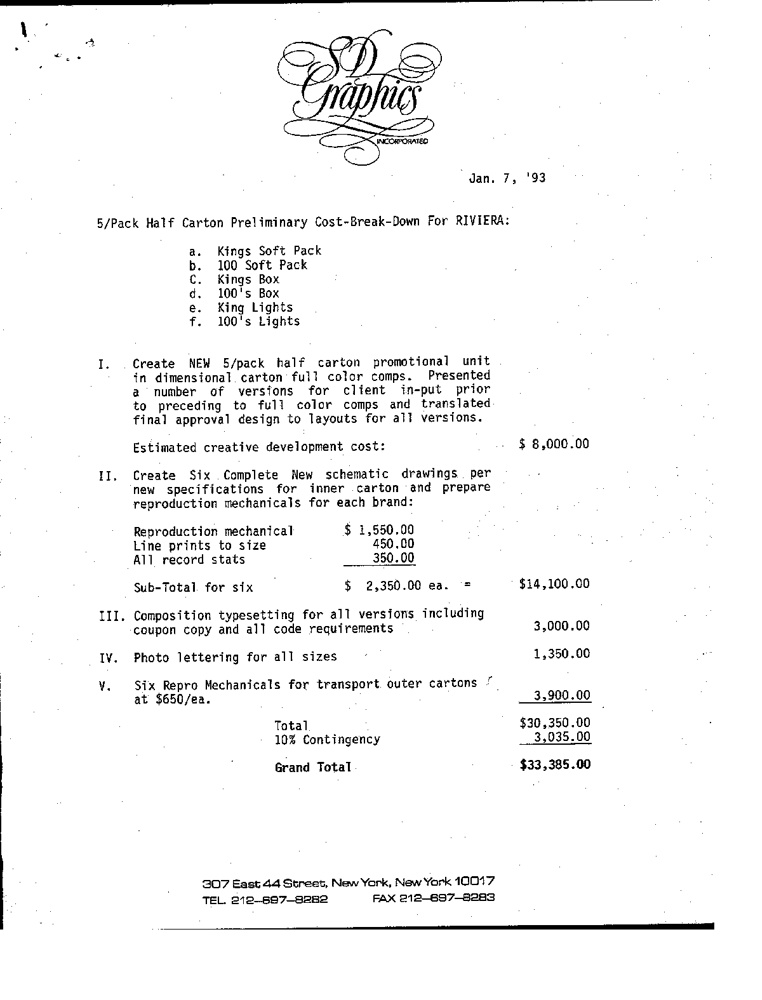 SD
Graphics
INCORPORATED
Jan. 7, '93
5/Pack Half Carton Preliminary Cost-Break-Down For RIVIERA:
a. Kings Soft Pack
b. 100 Soft Pack
C. Kings Box
d. 100's Box
e. King Lights
f. 100's Lights
I. Create NEW 5/pack half carton promotional unit
in dimensional carton full color comps. Presented
a number of versions for client in-put prior
to preceding to full color comps and translated
final approval design to layouts for all versions.
Estimated creative development cost: $ 8,000.00
II. Create Six Complete New schematic drawings per
new specifications for inner carton and prepare
reproduction mechanicals for each brand:
Reproduction mechanical $ 1,550.00
Line prints to size 450.00
All record stats 350.00
Sub-Total for six $ 2,350.00 ea. = $14,100.00
III. Composition typesetting for all versions including
coupon copy and all code requirements 3,000.00
IV. Photo lettering for all sizes 1,350.00
V. Six Repro Mechanicals for transport outer cartons
at $650/ea. 3,900.00
Total $30,350.00
10% Contingency 3,035.00
Grand Total $33,385.00
307 East 44 Street, New York, New York 10017
TEL. 212-697-8282 FAX 212-697-8283